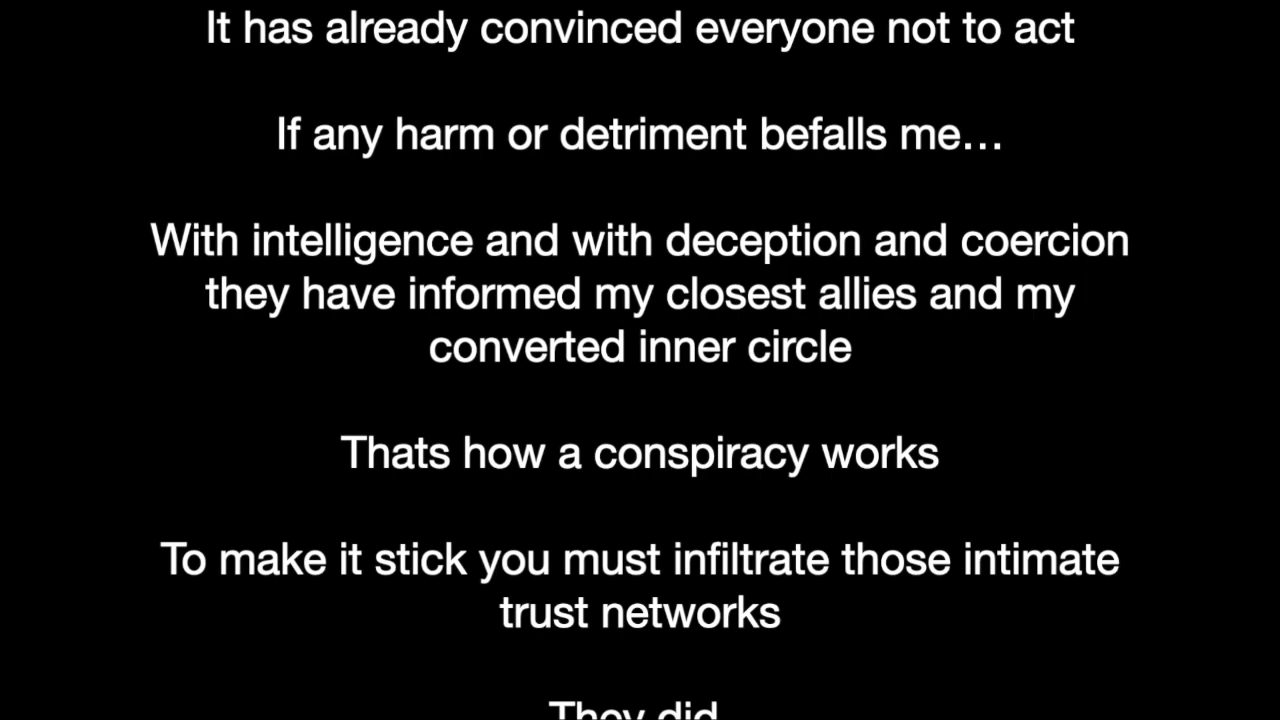 It has already convinced everyone not to act
If any harm or detriment befalls me…
With intelligence and with deception and coercion
they have informed my closest allies and my
converted inner circle
Thats how a conspiracy works
To make it stick you must infiltrate those intimate
trust networks
They did